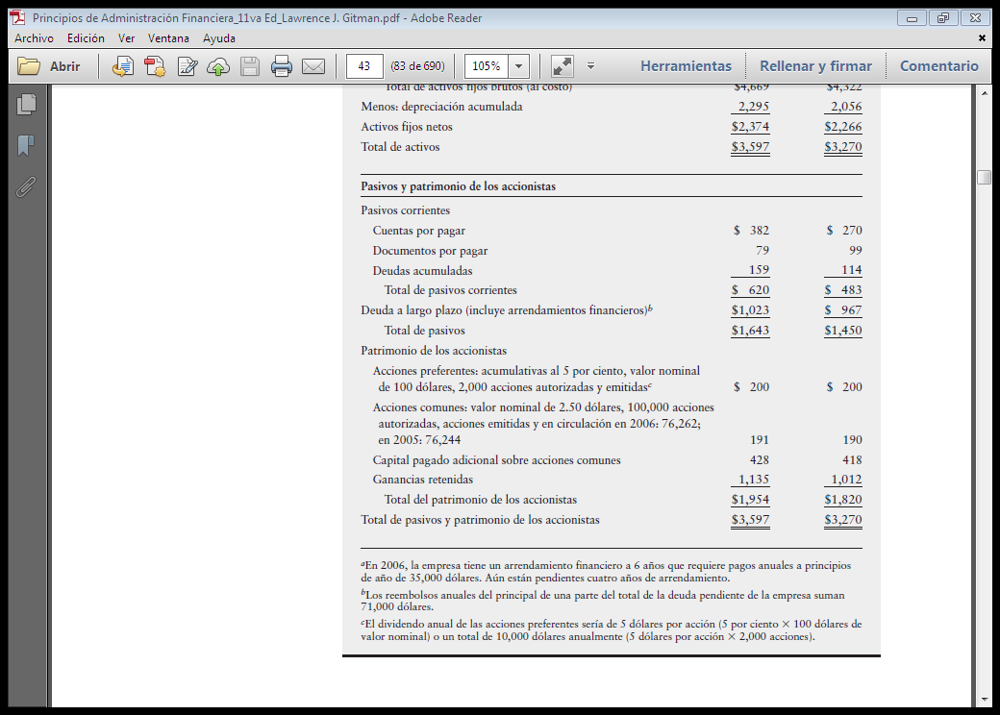 Principios de Administración Financiera_11va Ed_Lawrence J. Gitman.pdf - Adobe Reader
Archivo Edición Ver Ventana Ayuda
Abrir 43 (83 de 690) 105% Herramientas Rellenar y firmar Comentario
Total de activos fijos brutos (al costo) $4,669 $4,322
Menos: depreciación acumulada 2,295 2,056
Activos fijos netos $2,374 $2,266
Total de activos $3,597 $3,270
Pasivos y patrimonio de los accionistas
Pasivos corrientes
Cuentas por pagar $ 382 $ 270
Documentos por pagar 79 99
Deudas acumuladas 159 114
Total de pasivos corrientes $ 620 $ 483
Deuda a largo plazo (incluye arrendamientos financieros)b $1,023 $ 967
Total de pasivos $1,643 $1,450
Patrimonio de los accionistas
Acciones preferentes: acumulativas al 5 por ciento, valor nominal
de 100 dólares, 2,000 acciones autorizadas y emitidasc $ 200 $ 200
Acciones comunes: valor nominal de 2.50 dólares, 100,000 acciones
autorizadas, acciones emitidas y en circulación en 2006: 76,262;
en 2005: 76,244 191 190
Capital pagado adicional sobre acciones comunes 428 418
Ganancias retenidas 1,135 1,012
Total del patrimonio de los accionistas $1,954 $1,820
Total de pasivos y patrimonio de los accionistas $3,597 $3,270
aEn 2006, la empresa tiene un arrendamiento financiero a 6 años que requiere pagos anuales a principios
de año de 35,000 dólares. Aún están pendientes cuatro años de arrendamiento.
bLos reembolsos anuales del principal de una parte del total de la deuda pendiente de la empresa suman
71,000 dólares.
cEl dividendo anual de las acciones preferentes sería de 5 dólares por acción (5 por ciento × 100 dólares de
valor nominal) o un total de 10,000 dólares anualmente (5 dólares por acción × 2,000 acciones).